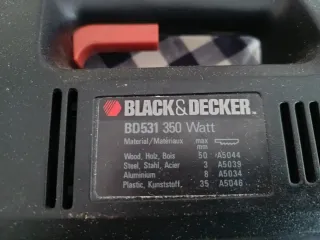 BLACK&DECKER
BD531 350 Watt
Material/Matériaux max mm
Wood, Holz, Bois 50 A5044
Steel, Stahl, Acier 3 A5039
Aluminium 8 A5034
Plastic, Kunststoff, 35 A5046